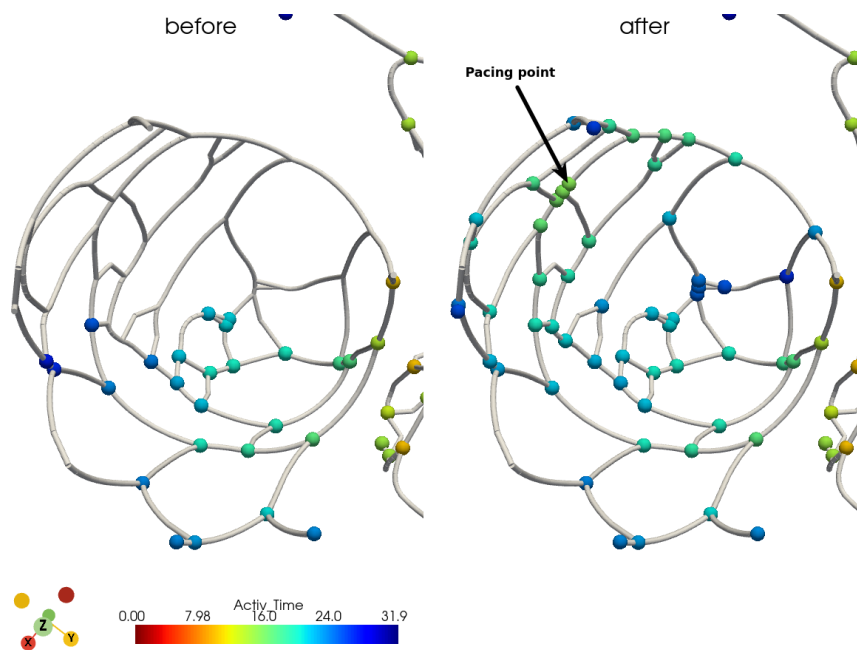 before
after
Pacing point
Activ_Time
0.00 7.98 16.0 24.0 31.9
Z
X
Y